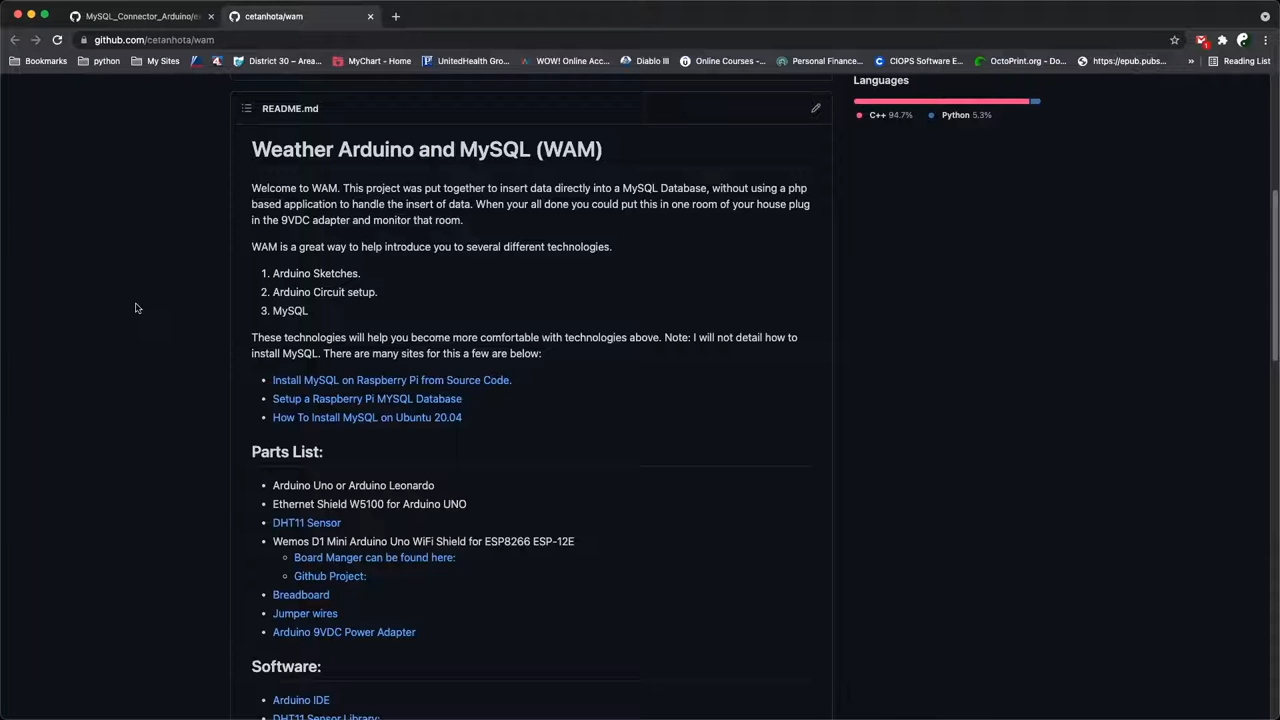 MySQL_Connector_Arduino/e
cetanhota/wam
github.com/cetanhota/wam
1
Bookmarks
python
My Sites
District 30 – Area...
MyChart - Home
UnitedHealth Gro...
WOW! Online Acc...
Diablo III
Online Courses -...
Personal Finance...
CIOPS Software E...
OctoPrint.org - Do...
https://epub.pubs...
»
Reading List
Languages
C++ 94.7%
Python 5.3%
README.md
Weather Arduino and MySQL (WAM)
Welcome to WAM. This project was put together to insert data directly into a MySQL Database, without using a php
based application to handle the insert of data. When your all done you could put this in one room of your house plug
in the 9VDC adapter and monitor that room.
WAM is a great way to help introduce you to several different technologies.
1. Arduino Sketches.
2. Arduino Circuit setup.
3. MySQL
These technologies will help you become more comfortable with technologies above. Note: I will not detail how to
install MySQL. There are many sites for this a few are below:
• Install MySQL on Raspberry Pi from Source Code.
• Setup a Raspberry Pi MYSQL Database
• How To Install MySQL on Ubuntu 20.04
Parts List:
• Arduino Uno or Arduino Leonardo
• Ethernet Shield W5100 for Arduino UNO
• DHT11 Sensor
• Wemos D1 Mini Arduino Uno WiFi Shield for ESP8266 ESP-12E
Board Manger can be found here:
Github Project:
• Breadboard
• Jumper wires
• Arduino 9VDC Power Adapter
Software:
• Arduino IDE
• DHT11 Sensor Library: